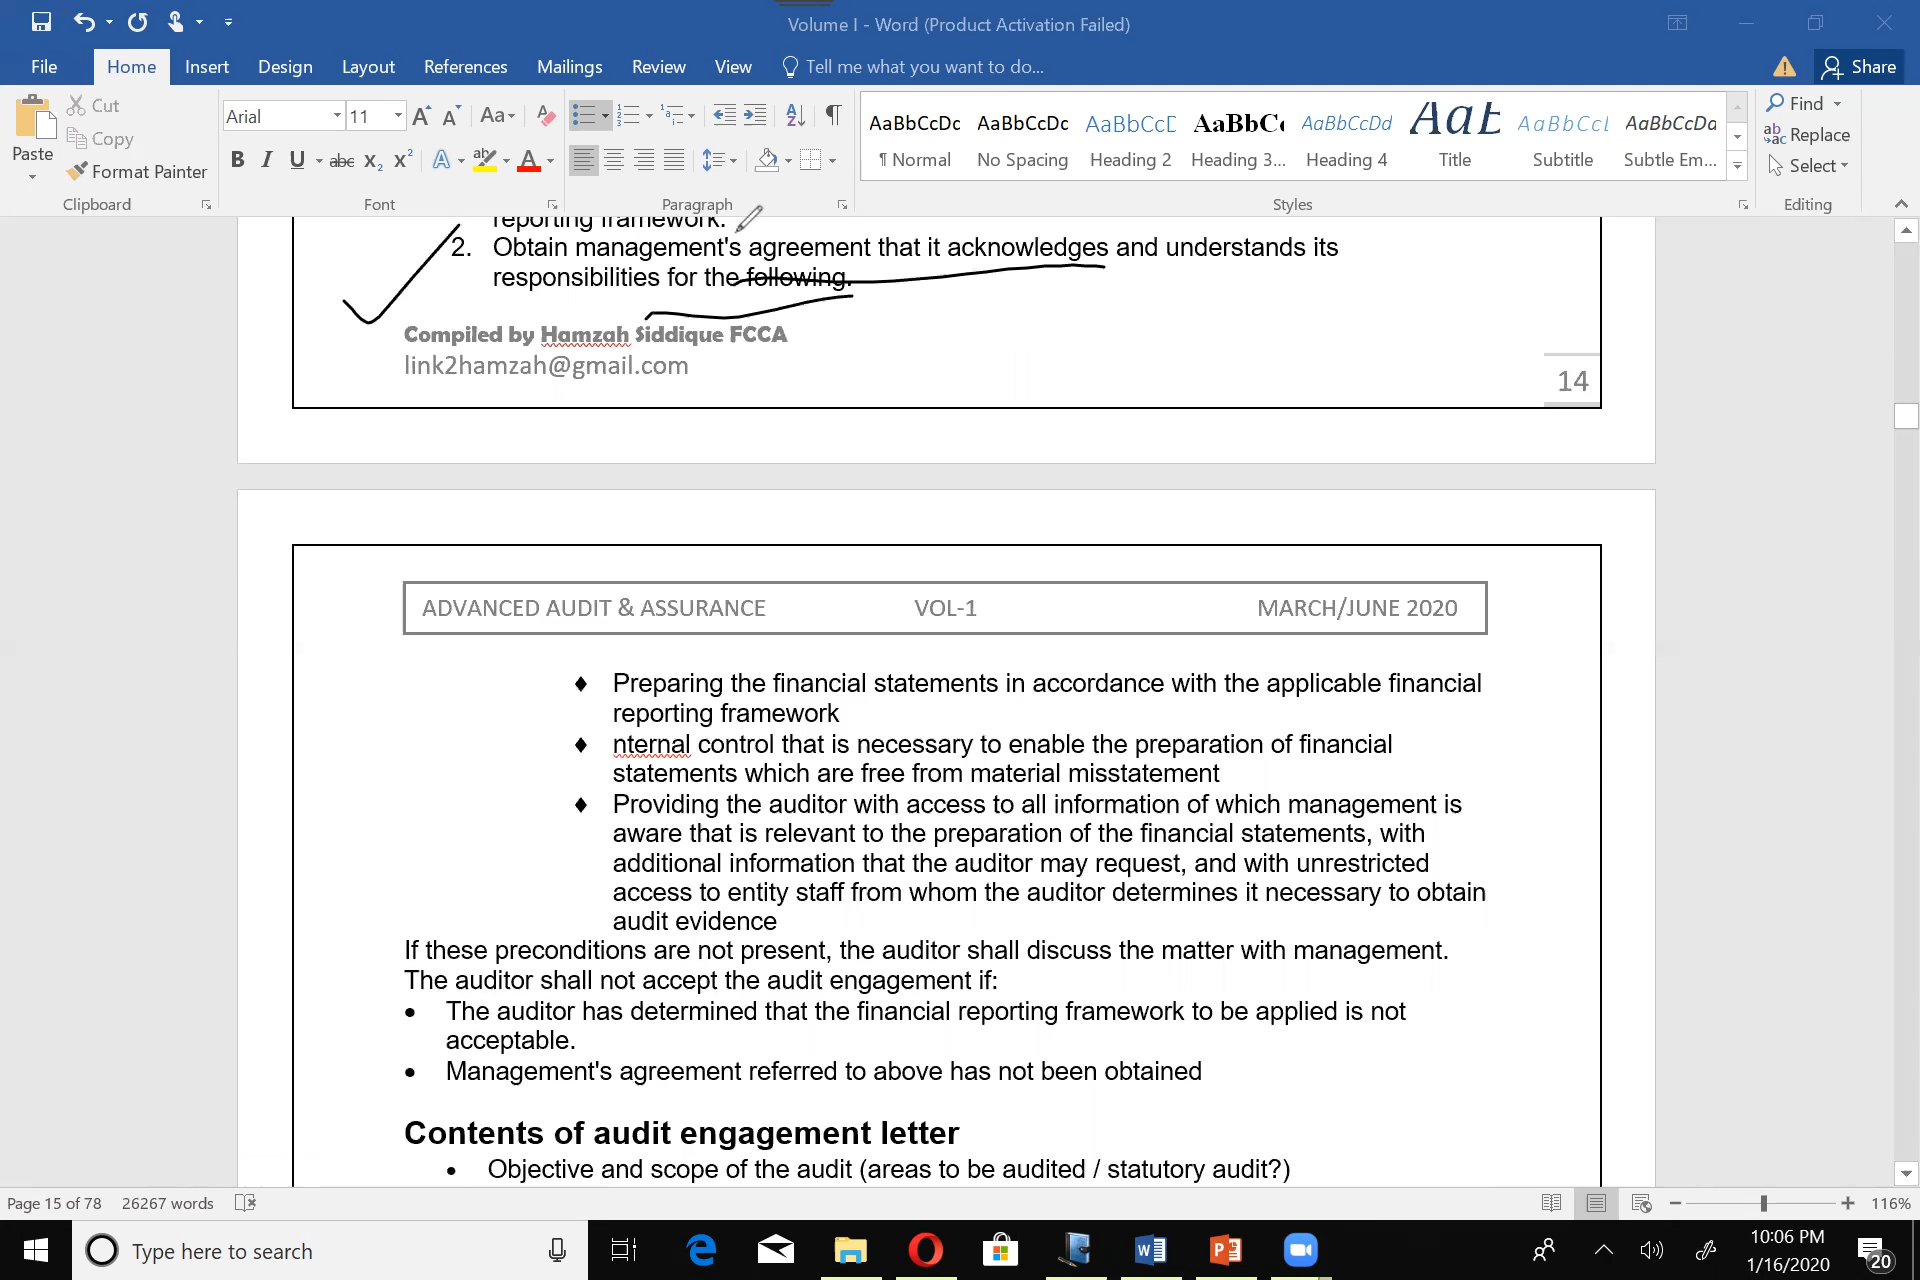 Volume I - Word (Product Activation Failed)
File Home Insert Design Layout References Mailings Review View Tell me what you want to do... Share
Paste Cut Copy Format Painter Clipboard
Arial 11 Aa
B I U abc X₂ X² A ab A Font
Paragraph
AaBbCcDc AaBbCcDc AaBbCcD AaBbC AaBbCcDd AaB AaBbCcD AaBbCcDd
¶ Normal No Spacing Heading 2 Heading 3... Heading 4 Title Subtitle Subtle Em...
Styles
Find Replace Select Editing
reporting framework.
2. Obtain management's agreement that it acknowledges and understands its
responsibilities for the following.
Compiled by Hamzah Siddique FCCA
link2hamzah@gmail.com
14
ADVANCED AUDIT & ASSURANCE VOL-1 MARCH/JUNE 2020
♦ Preparing the financial statements in accordance with the applicable financial
reporting framework
♦ nternal control that is necessary to enable the preparation of financial
statements which are free from material misstatement
♦ Providing the auditor with access to all information of which management is
aware that is relevant to the preparation of the financial statements, with
additional information that the auditor may request, and with unrestricted
access to entity staff from whom the auditor determines it necessary to obtain
audit evidence
If these preconditions are not present, the auditor shall discuss the matter with management.
The auditor shall not accept the audit engagement if:
• The auditor has determined that the financial reporting framework to be applied is not
acceptable.
• Management's agreement referred to above has not been obtained
Contents of audit engagement letter
• Objective and scope of the audit (areas to be audited / statutory audit?)
Page 15 of 78 26267 words 116%
Type here to search
10:06 PM
1/16/2020
20